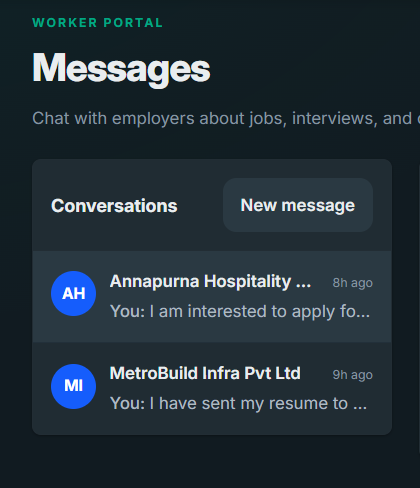 WORKER PORTAL
Messages
Chat with employers about jobs, interviews, and
Conversations
New message
AH
Annapurna Hospitality ...
8h ago
You: I am interested to apply fo...
MI
MetroBuild Infra Pvt Ltd
9h ago
You: I have sent my resume to ...